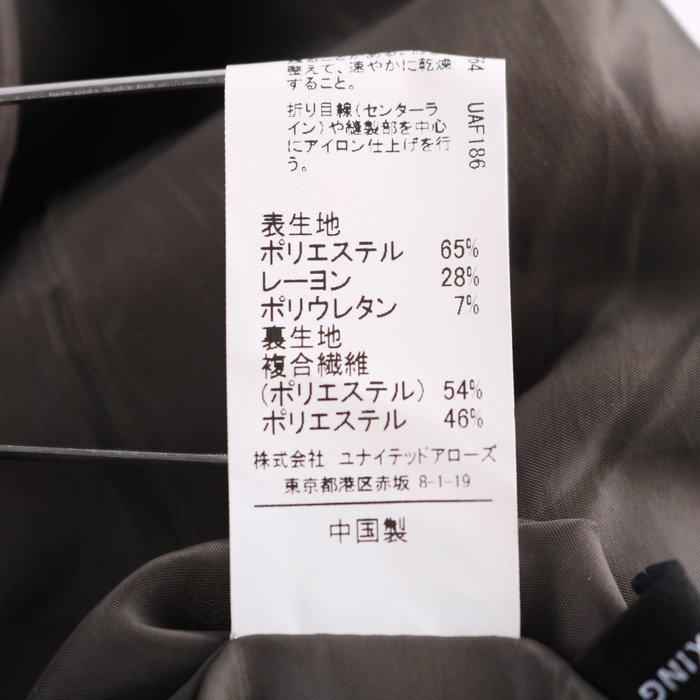 整えて、速やかに乾燥
すること。
折り目線(センターラ
イン)や縫製部を中心
にアイロン仕上げを行
う。
64 UAF186
表生地
ポリエステル 65%
レーヨン 28%
ポリウレタン 7%
裏生地
複合繊維
(ポリエステル) 54%
ポリエステル 46%
株式会社 ユナイテッドアローズ
東京都港区赤坂 8-1-19
中国製
KING